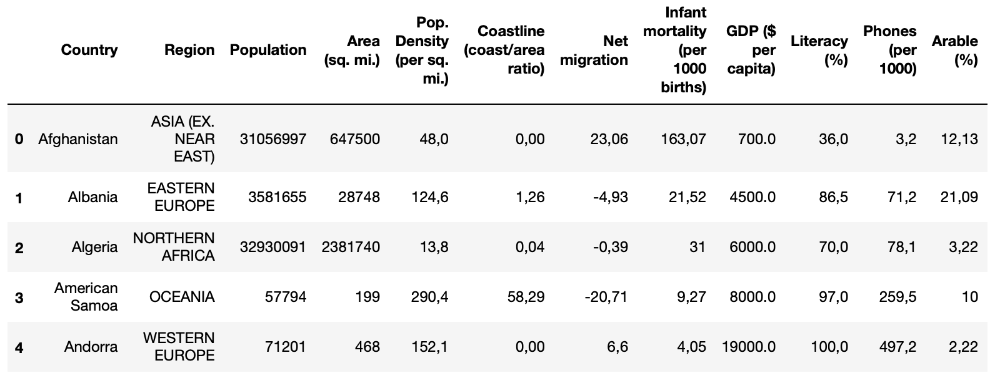 Country Region Population Area (sq. mi.) Pop. Density (per sq. mi.) Coastline (coast/area ratio) Net migration Infant mortality (per 1000 births) GDP ($ per capita) Literacy (%) Phones (per 1000) Arable (%)
0 Afghanistan ASIA (EX. NEAR EAST) 31056997 647500 48,0 0,00 23,06 163,07 700.0 36,0 3,2 12,13
1 Albania EASTERN EUROPE 3581655 28748 124,6 1,26 -4,93 21,52 4500.0 86,5 71,2 21,09
2 Algeria NORTHERN AFRICA 32930091 2381740 13,8 0,04 -0,39 31 6000.0 70,0 78,1 3,22
3 American Samoa OCEANIA 57794 199 290,4 58,29 -20,71 9,27 8000.0 97,0 259,5 10
4 Andorra WESTERN EUROPE 71201 468 152,1 0,00 6,6 4,05 19000.0 100,0 497,2 2,22